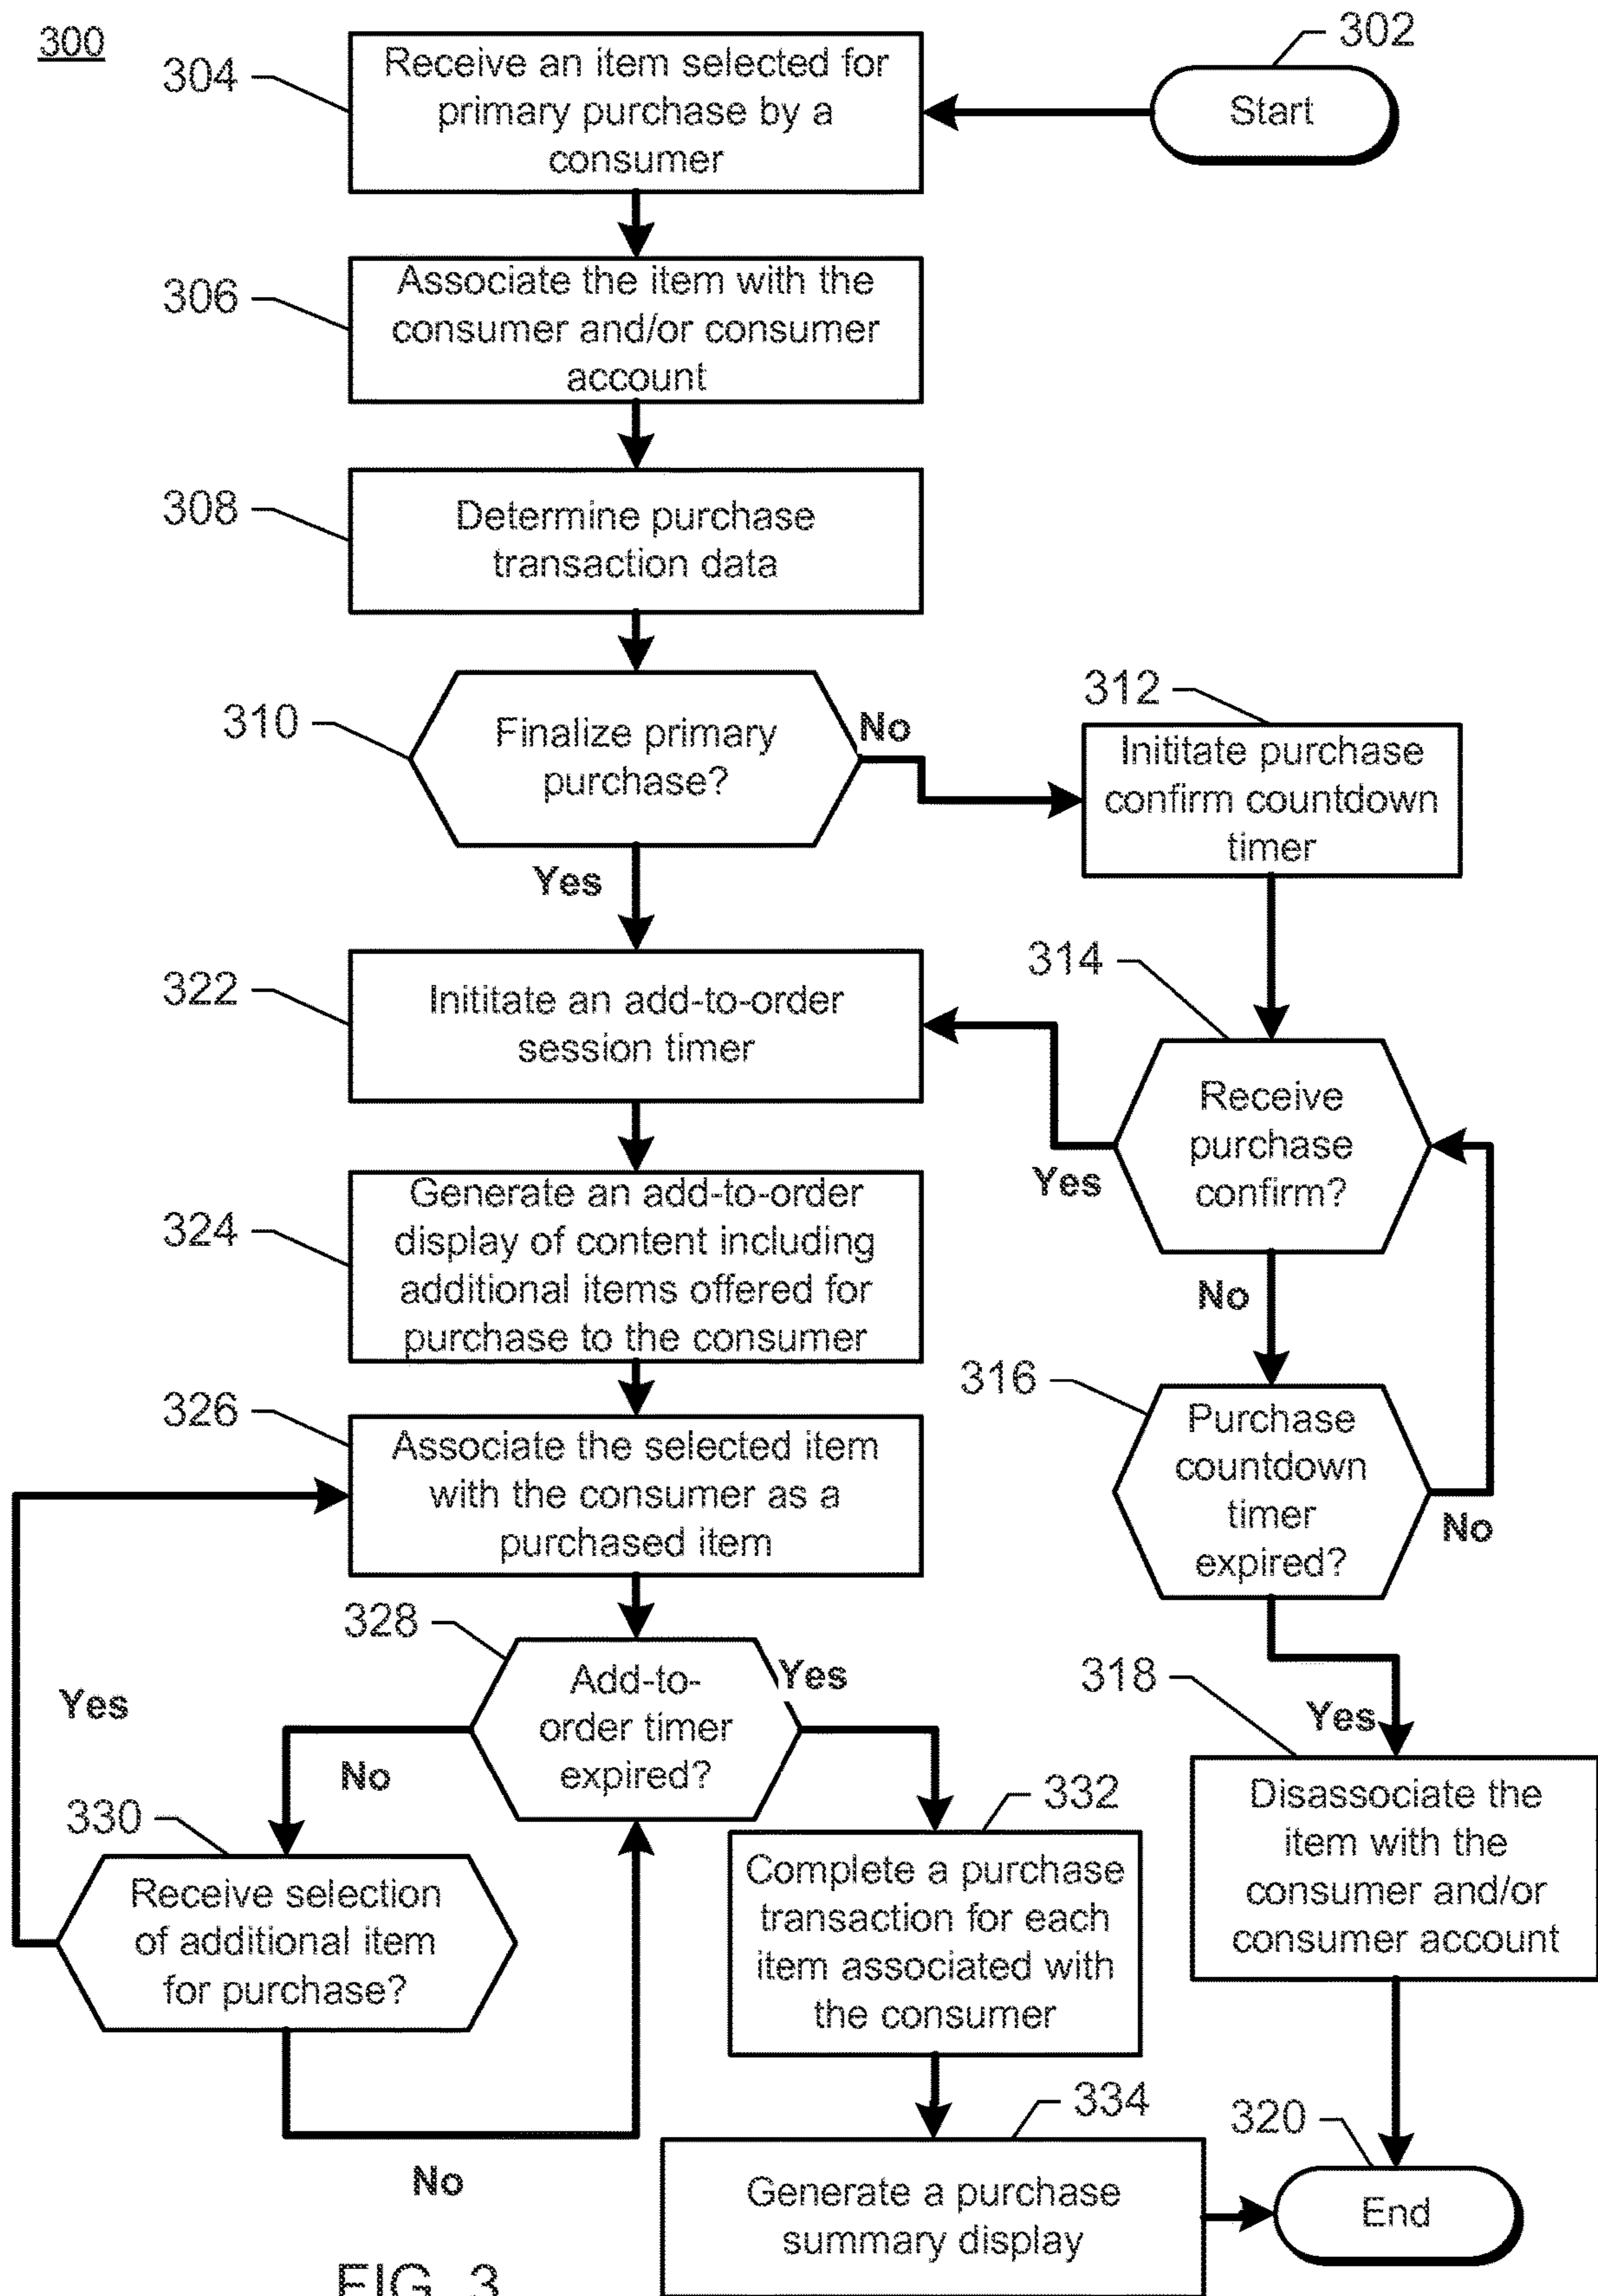 300
302
Start
304
Receive an item selected for
primary purchase by a
consumer
306
Associate the item with the
consumer and/or consumer
account
308
Determine purchase
transaction data
310
Finalize primary
purchase?
No
Yes
312
Inititate purchase
confirm countdown
timer
314
Receive
purchase
confirm?
Yes
No
316
Purchase
countdown
timer
expired?
No
Yes
318
Disassociate the
item with the
consumer and/or
consumer account
320
End
322
Inititate an add-to-order
session timer
324
Generate an add-to-order
display of content including
additional items offered for
purchase to the consumer
326
Associate the selected item
with the consumer as a
purchased item
328
Add-to-
order timer
expired?
Yes
No
330
Receive selection
of additional item
for purchase?
Yes
No
332
Complete a purchase
transaction for each
item associated with
the consumer
334
Generate a purchase
summary display
FIG. 3